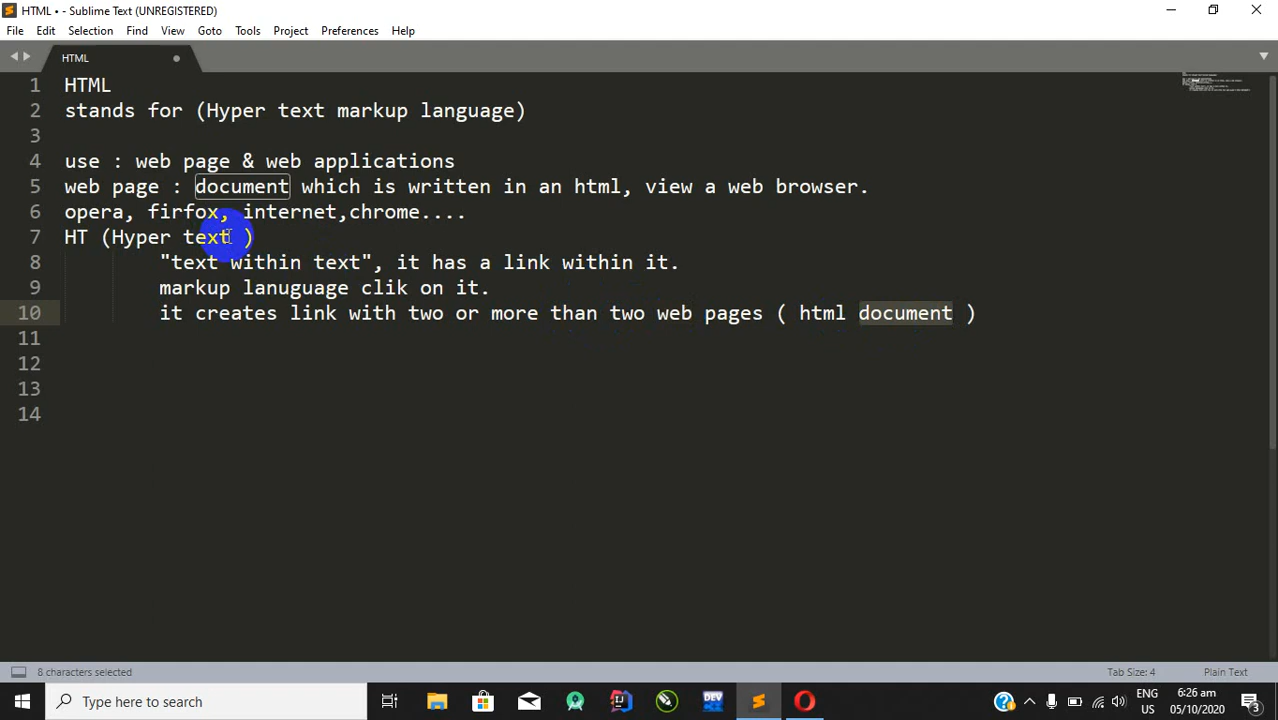 HTML • - Sublime Text (UNREGISTERED)
File Edit Selection Find View Goto Tools Project Preferences Help
HTML
1 HTML
2 stands for (Hyper text markup language)
3
4 use : web page & web applications
5 web page : document which is written in an html, view a web browser.
6 opera, firfox, internet,chrome....
7 HT (Hyper text )
8 "text within text", it has a link within it.
9 markup lanuguage clik on it.
10 it creates link with two or more than two web pages ( html document )
11
12
13
14
8 characters selected Tab Size: 4 Plain Text
Type here to search DEV ENG US 6:26 am 05/10/2020 3